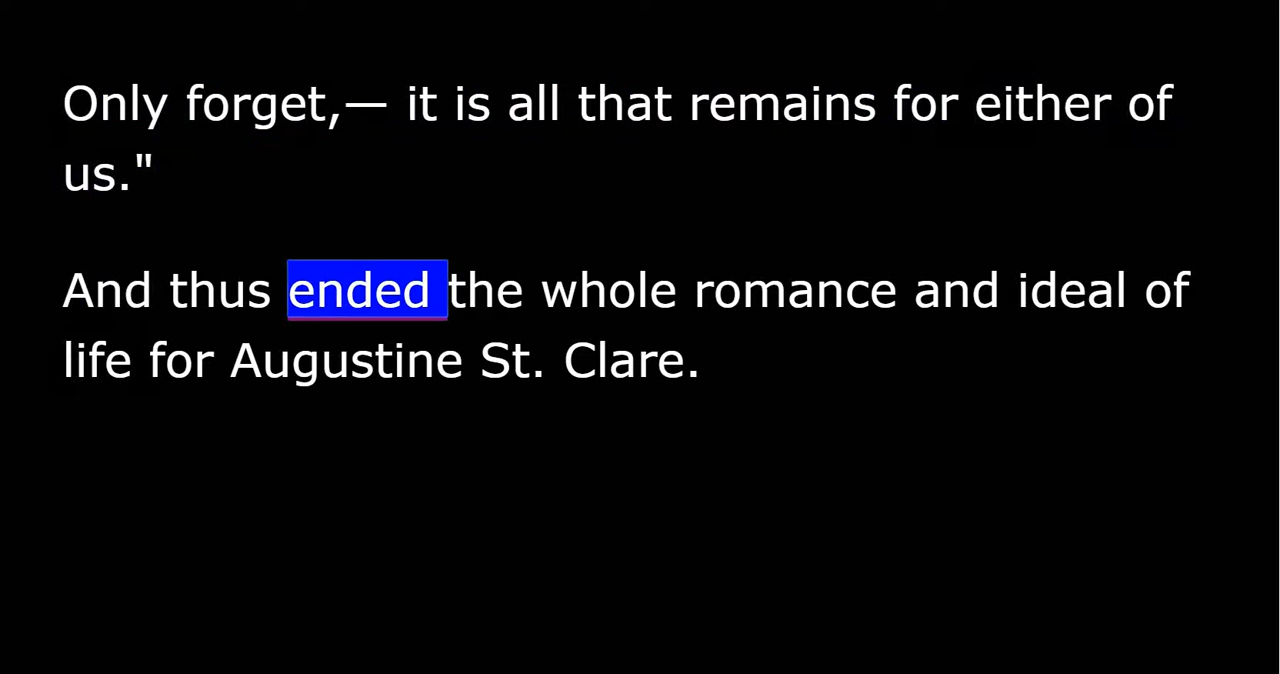 Only forget,— it is all that remains for either of
us."
And thus ended the whole romance and ideal of
life for Augustine St. Clare.